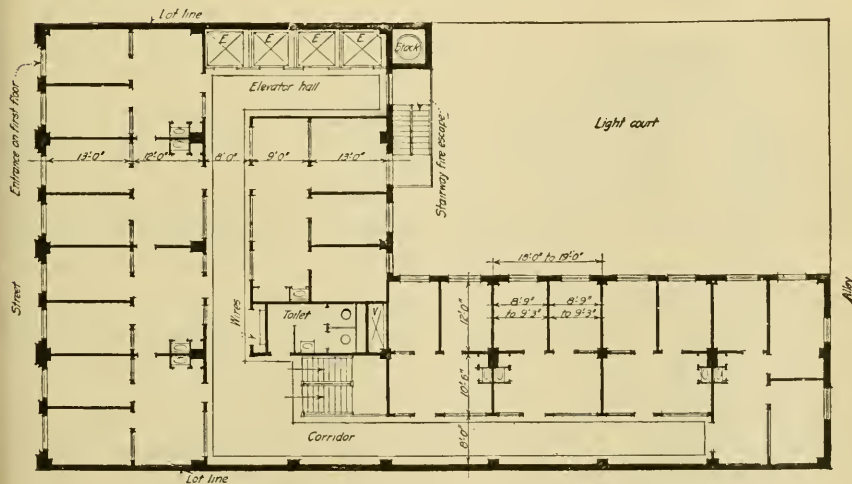 Lot line
E E E E
Stack
Elevator hall
Entrance on first floor
Stairway fire escape
Light court
13'-0" 12'-0" 8'-0" 9'-0" 13'-0"
18'-0" to 19'-0"
Street
Wires
Toilet
V
12'-0"
8'-9" 8'-9"
to 9'-3" to 9'-3"
Alley
10'-6"
Corridor
8'-0"
Lot line